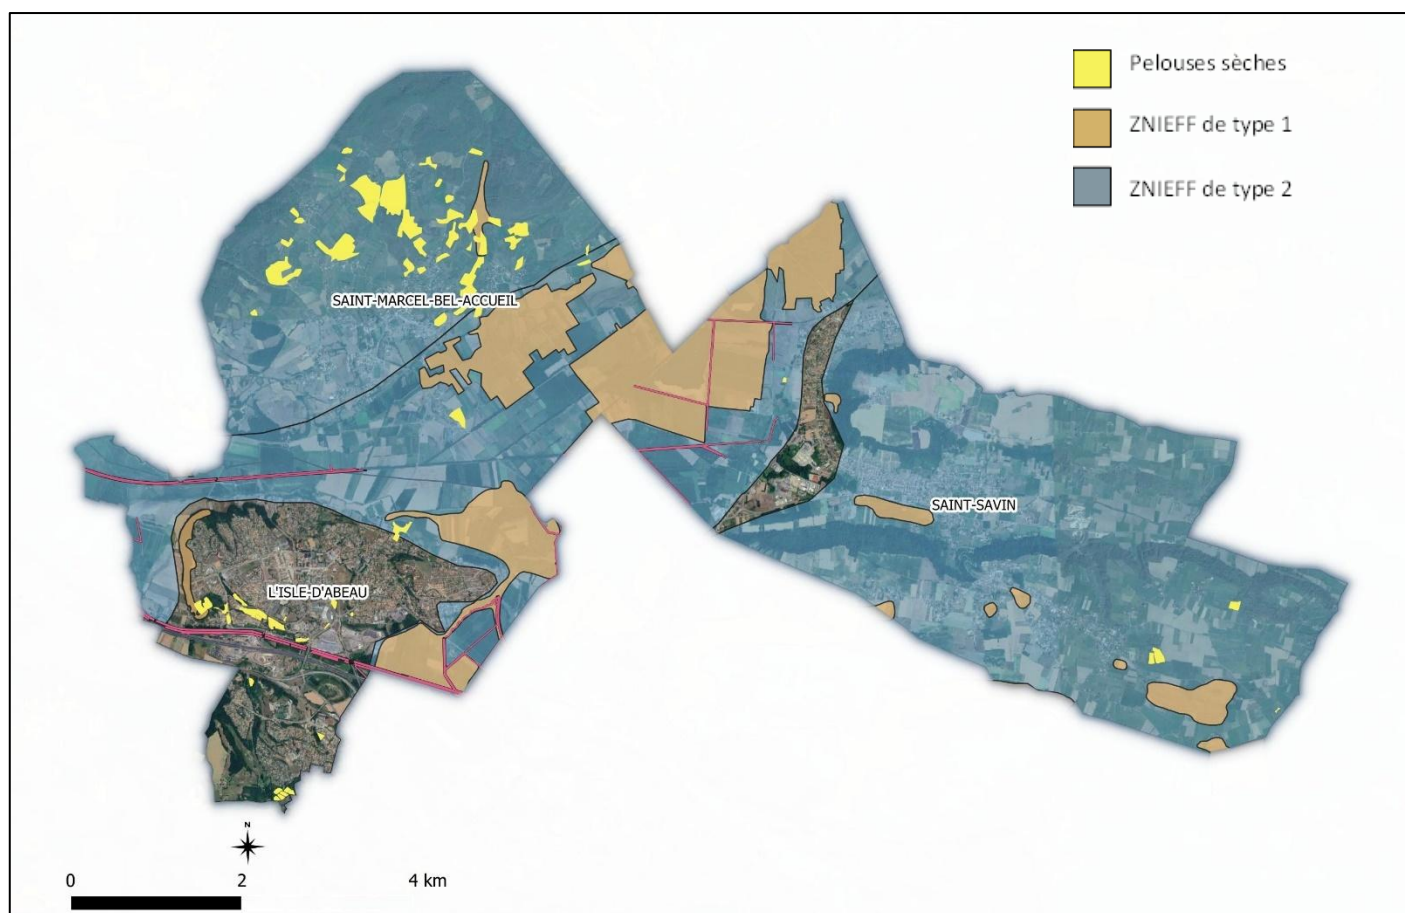 Pelouses sèches
ZNIEFF de type 1
ZNIEFF de type 2
SAINT-MARCEL-BEL-ACCUEIL
SAINT-SAVIN
L'ISLE-D'ABEAU
N
0 2 4 km